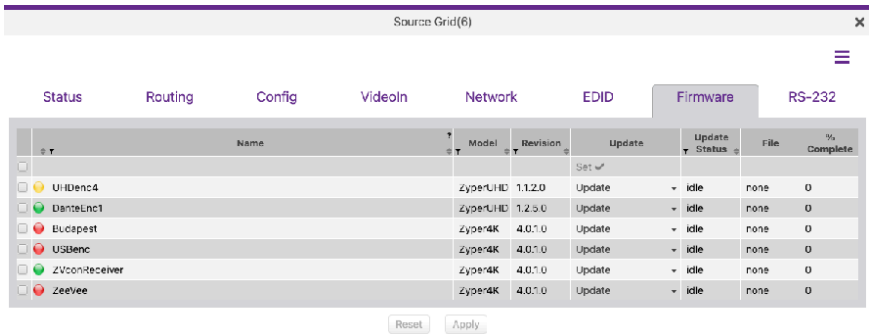 Source Grid(6)
Status Routing Config VideoIn Network EDID Firmware RS-232
Name Model Revision Update Update Status File % Complete
Set
UHDenc4 ZyperUHD 1.1.2.0 Update idle none 0
DanteEnc1 ZyperUHD 1.2.5.0 Update idle none 0
Budapest Zyper4K 4.0.1.0 Update idle none 0
USBenc Zyper4K 4.0.1.0 Update idle none 0
ZVconReceiver Zyper4K 4.0.1.0 Update idle none 0
ZeeVee Zyper4K 4.0.1.0 Update idle none 0
Reset Apply